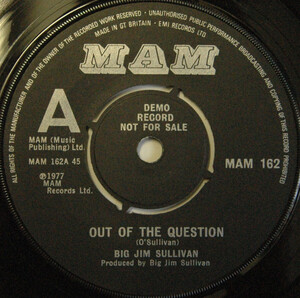 MADE IN GT BRITAIN · EMI RECORDS LTD
ALL RIGHTS OF THE MANUFACTURER AND OF THE OWNER OF THE RECORDED WORK RESERVED · UNAUTHORISED PUBLIC PERFORMANCE BROADCASTING AND COPYING OF THIS RECORD PROHIBITED
MAM
A
DEMO
RECORD
NOT FOR SALE
MAM (Music
Publishing) Ltd.
MAM 162A 45
MAM 162
℗1977
MAM
Records Ltd.
OUT OF THE QUESTION
(O'Sullivan)
BIG JIM SULLIVAN
Produced by Big Jim Sullivan